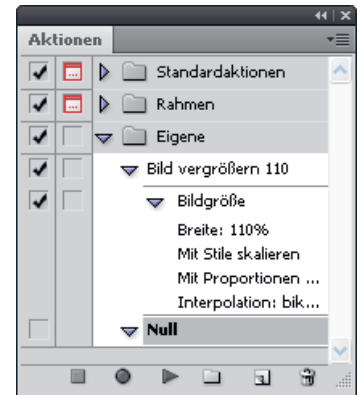 Aktionen
Standardaktionen
Rahmen
Eigene
Bild vergrößern 110
Bildgröße
Breite: 110%
Mit Stile skalieren
Mit Proportionen ...
Interpolation: bik...
Null